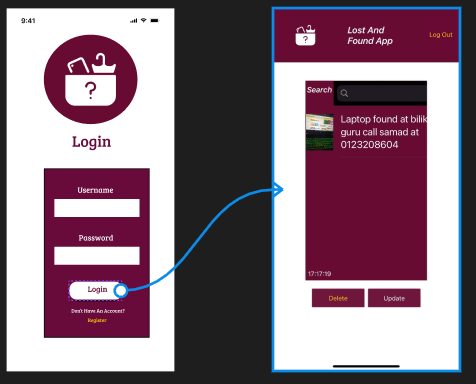 9:41
?
Login
Username
Password
Login
Don't Have An Account?
Register
?
Lost And
Found App
Log Out
Search
Laptop found at bilik
guru call samad at
0123208604
17:17:19
Delete
Update